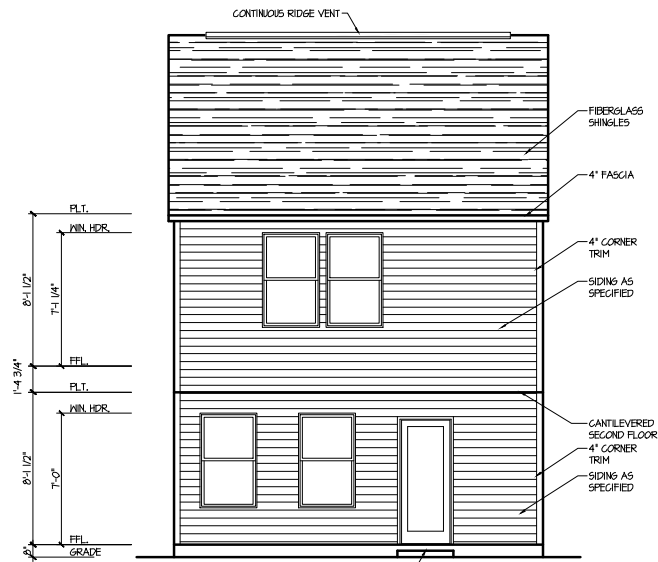 CONTINUOUS RIDGE VENT
FIBERGLASS
SHINGLES
4" FASCIA
PLT.
WIN. HDR.
4" CORNER
TRIM
SIDING AS
SPECIFIED
8'-1 1/2"
7'-1 1/4"
FFL.
1'-4 3/4"
PLT.
WIN. HDR.
CANTILEVERED
SECOND FLOOR
4" CORNER
TRIM
SIDING AS
SPECIFIED
8'-1 1/2"
7'-0"
FFL.
8"
GRADE